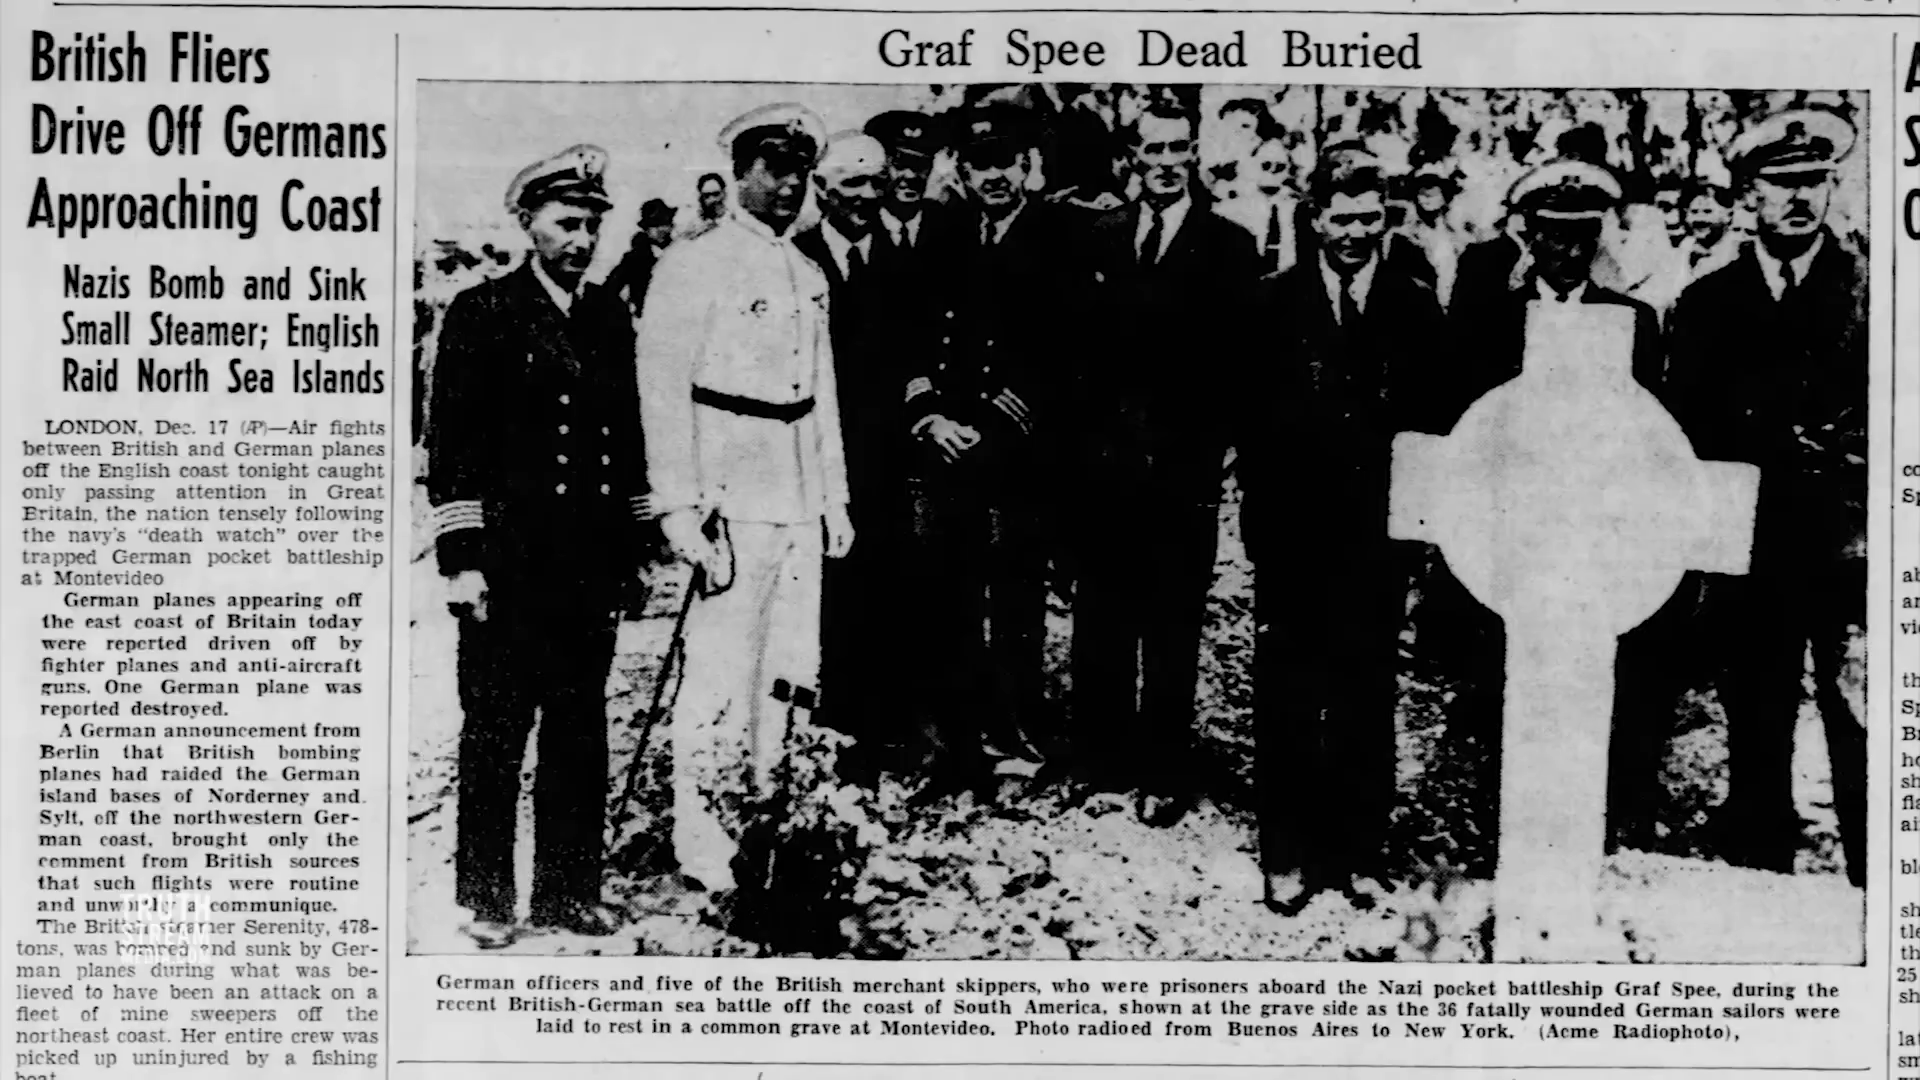 British Fliers
Drive Off Germans
Approaching Coast
Nazis Bomb and Sink
Small Steamer; English
Raid North Sea Islands
LONDON, Dec. 17 (AP)—Air fights
between British and German planes
off the English coast tonight caught
only passing attention in Great
Britain, the nation tensely following
the navy's "death watch" over the
trapped German pocket battleship
at Montevideo
German planes appearing off
the east coast of Britain today
were reported driven off by
fighter planes and anti-aircraft
guns. One German plane was
reported destroyed.
A German announcement from
Berlin that British bombing
planes had raided the German
island bases of Norderney and
Sylt, off the northwestern Ger-
man coast, brought only the
comment from British sources
that such flights were routine
and communique.
The British steamer Serenity, 478-
tons, was bombed and sunk by Ger-
man planes during what was be-
lieved to have been an attack on a
fleet of mine sweepers off the
northeast coast. Her entire crew was
picked up uninjured by a fishing
boat
TRUTH
STREAM
MEDIA.COM
Graf Spee Dead Buried
German officers and five of the British merchant skippers, who were prisoners aboard the Nazi pocket battleship Graf Spee, during the
recent British-German sea battle off the coast of South America, shown at the grave side as the 36 fatally wounded German sailors were
laid to rest in a common grave at Montevideo. Photo radioed from Buenos Aires to New York. (Acme Radiophoto),